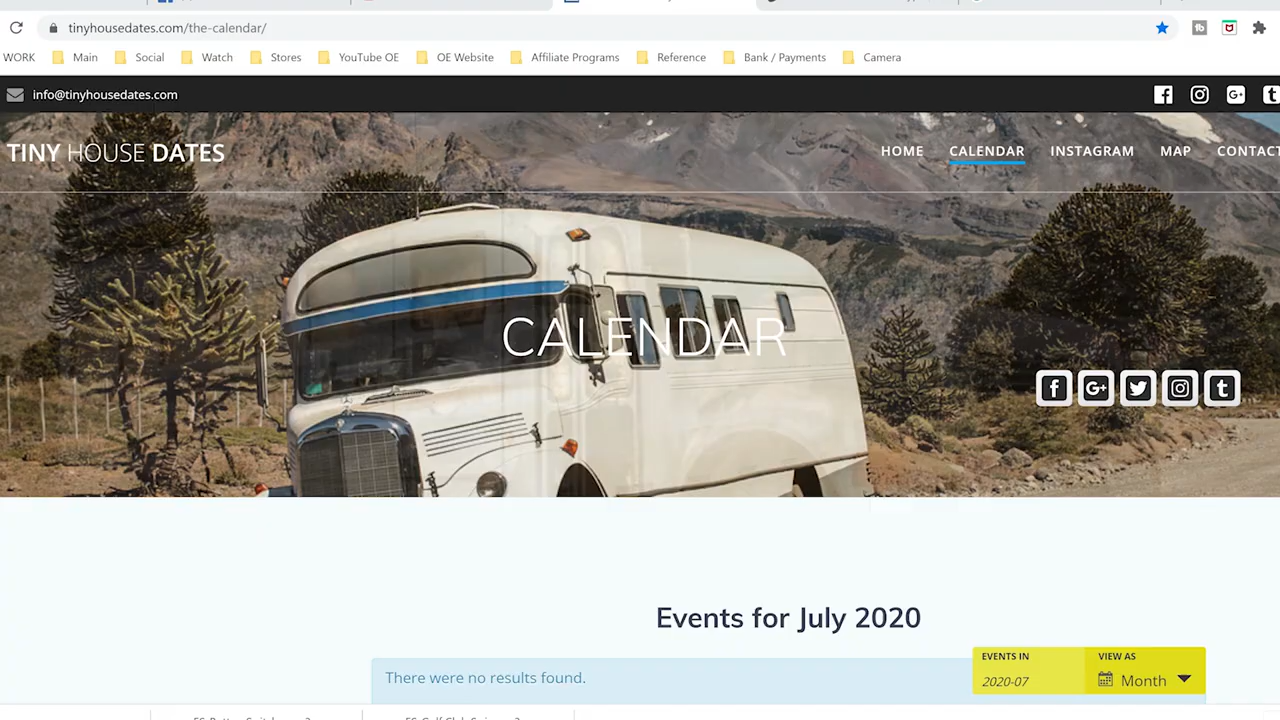 tinyhousedates.com/the-calendar/
WORK Main Social Watch Stores YouTube OE OE Website Affiliate Programs Reference Bank / Payments Camera
info@tinyhousedates.com
TINY HOUSE DATES
HOME CALENDAR INSTAGRAM MAP CONTACT
CALENDAR
Events for July 2020
EVENTS IN
VIEW AS
There were no results found.
2020-07
Month